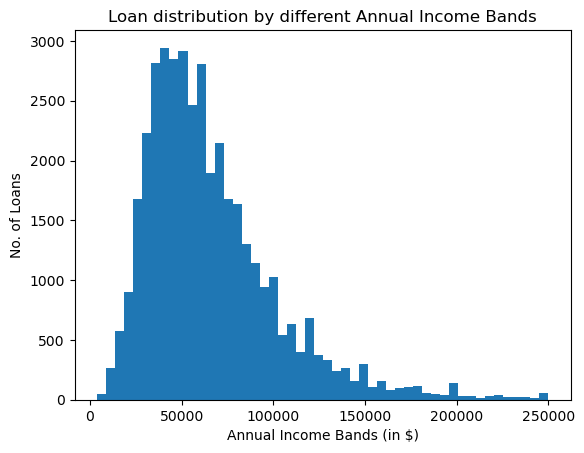 Loan distribution by different Annual Income Bands
3000
2500
2000
1500
1000
500
0
No. of Loans
0 50000 100000 150000 200000 250000
Annual Income Bands (in $)